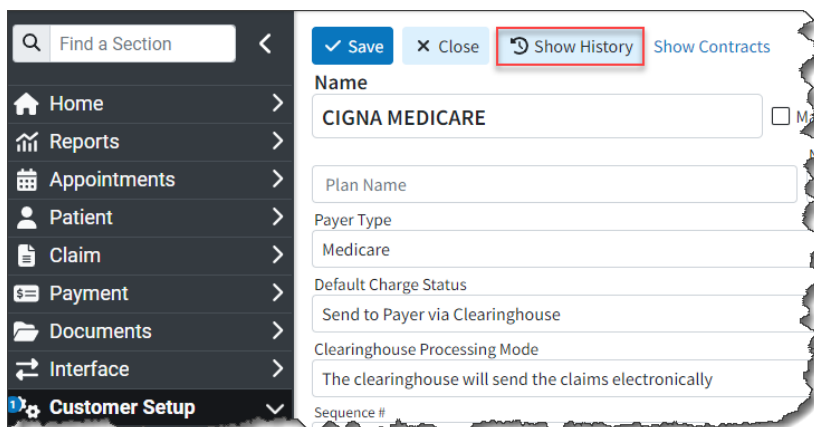 Find a Section
Home
Reports
Appointments
Patient
Claim
Payment
Documents
Interface
1
Customer Setup
Save
Close
Show History
Show Contracts
Name
CIGNA MEDICARE
Plan Name
Payer Type
Medicare
Default Charge Status
Send to Payer via Clearinghouse
Clearinghouse Processing Mode
The clearinghouse will send the claims electronically
Sequence #